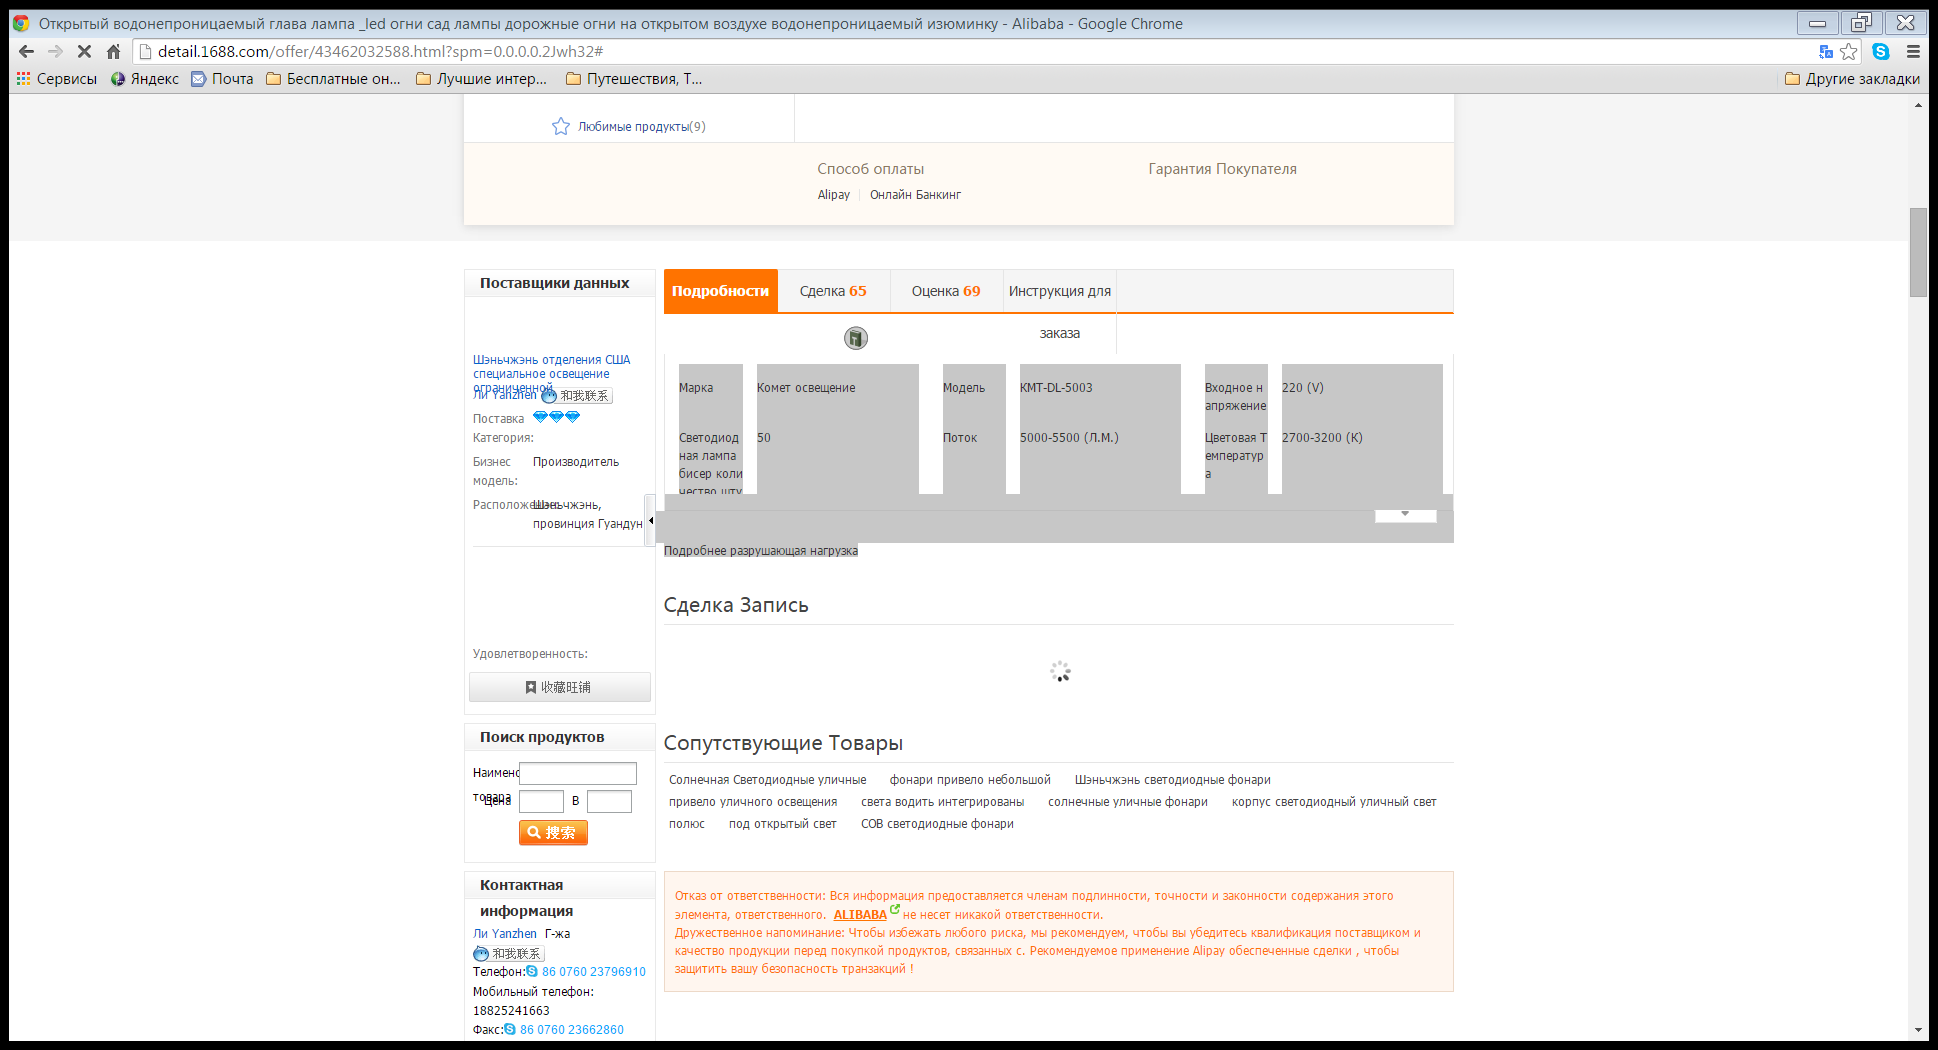 Открытый водонепроницаемый глава лампа _led огни сад лампы дорожные огни на открытом воздухе водонепроницаемый изюминку - Alibaba - Google Chrome
detail.1688.com/offer/43462032588.html?spm=0.0.0.0.2Jwh32#
Сервисы Яндекс Почта Бесплатные он... Лучшие интер... Путешествия, Т... Другие закладки
Любимые продукты(9)
Способ оплаты Гарантия Покупателя
Alipay Онлайн Банкинг
Поставщики данных
Шэньчжэнь отделения США
специальное освещение
ограниченной
Ли Yanzhen 和我联系
Поставка
Категория:
Бизнес Производитель
модель:
Шэньчжэнь,
провинция Гуандун
Удовлетворенность:
收藏旺铺
Поиск продуктов
Наимено
товара
Цена В
搜索
Контактная
информация
Ли Yanzhen Г-жа
和我联系
Телефон: 86 0760 23796910
Мобильный телефон:
18825241663
Факс: 86 0760 23662860
Подробности Сделка 65 Оценка 69 Инструкция для
заказа
Марка Комет освещение Модель KMT-DL-5003 Входное н 220 (V)
апряжение
Светодиод 50 Поток 5000-5500 (Л.М.) Цветовая Т 2700-3200 (K)
ная лампа емператур
бисер коли а
чество шту
Подробнее разрушающая нагрузка
Сделка Запись
Сопутствующие Товары
Солнечная Светодиодные уличные фонари привело небольшой Шэньчжэнь светодиодные фонари
привело уличного освещения света водить интегрированы солнечные уличные фонари корпус светодиодный уличный свет
полюс под открытый свет COB светодиодные фонари
Отказ от ответственности: Вся информация предоставляется членам подлинности, точности и законности содержания этого
элемента, ответственного. ALIBABA не несет никакой ответственности.
Дружественное напоминание: Чтобы избежать любого риска, мы рекомендуем, чтобы вы убедитесь квалификация поставщиком и
качество продукции перед покупкой продуктов, связанных с. Рекомендуемое применение Alipay обеспеченные сделки , чтобы
защитить вашу безопасность транзакций !